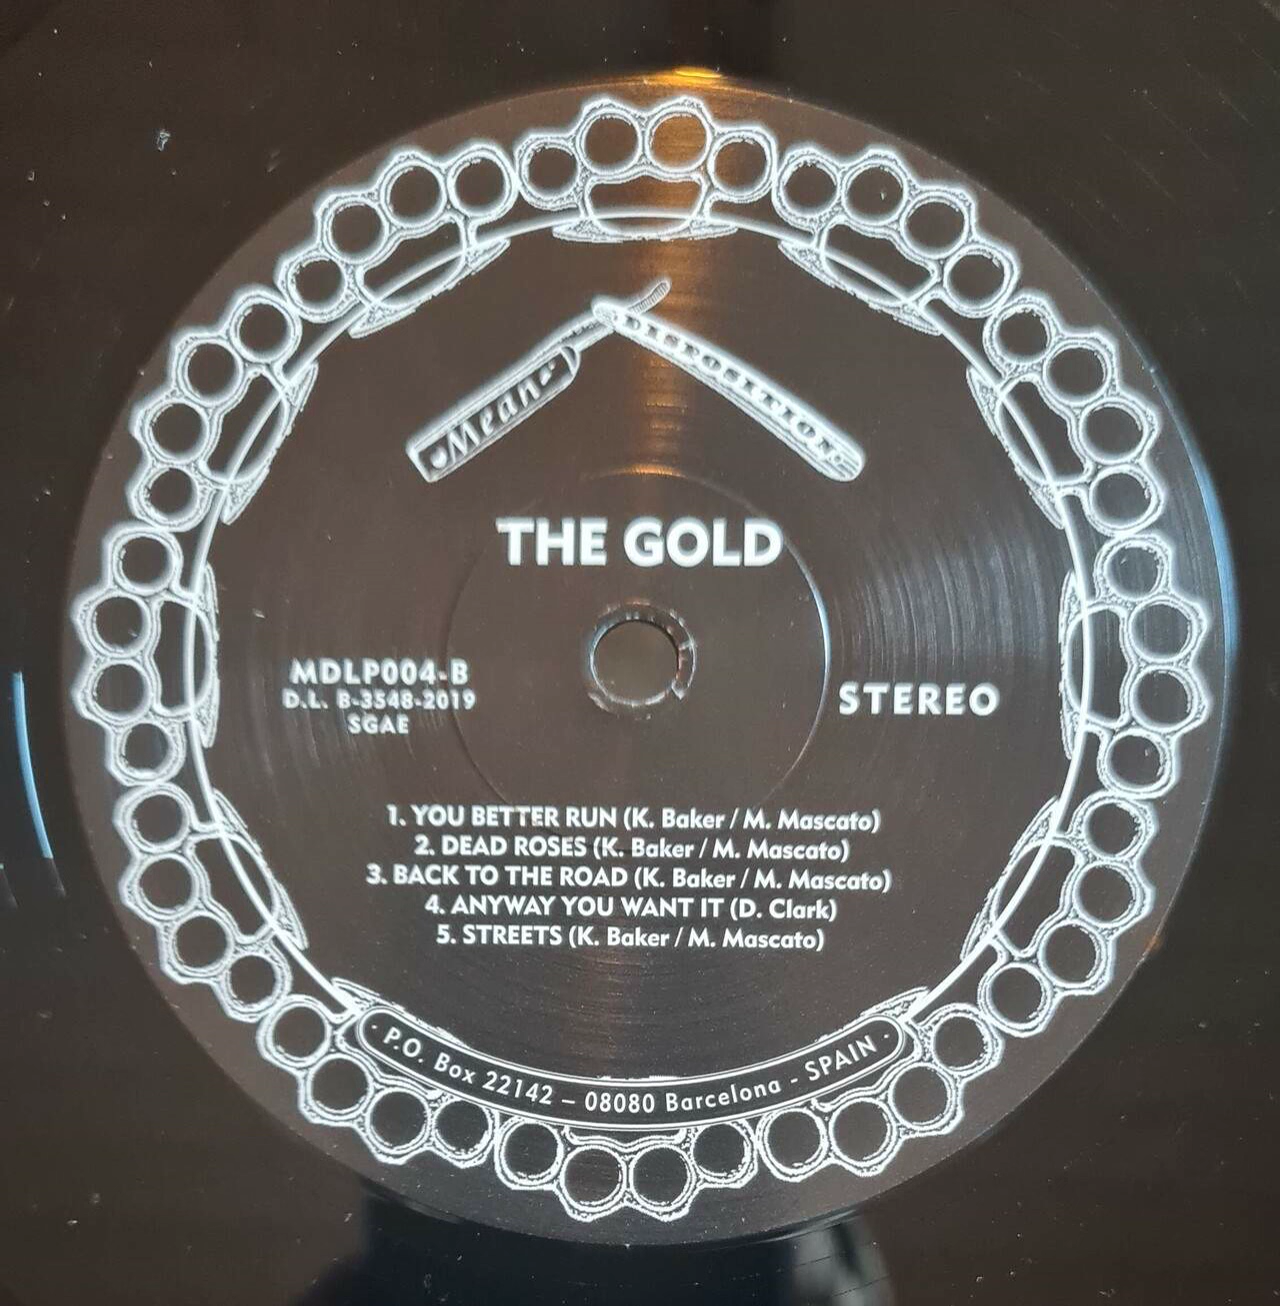 Mean
DISPOSITION
THE GOLD
MDLP004-B
D.L. B-3548-2019
SGAE
STEREO
1. YOU BETTER RUN (K. Baker / M. Mascato)
2. DEAD ROSES (K. Baker / M. Mascato)
3. BACK TO THE ROAD (K. Baker / M. Mascato)
4. ANYWAY YOU WANT IT (D. Clark)
5. STREETS (K. Baker / M. Mascato)
· P.O. Box 22142 – 08080 Barcelona - SPAIN ·